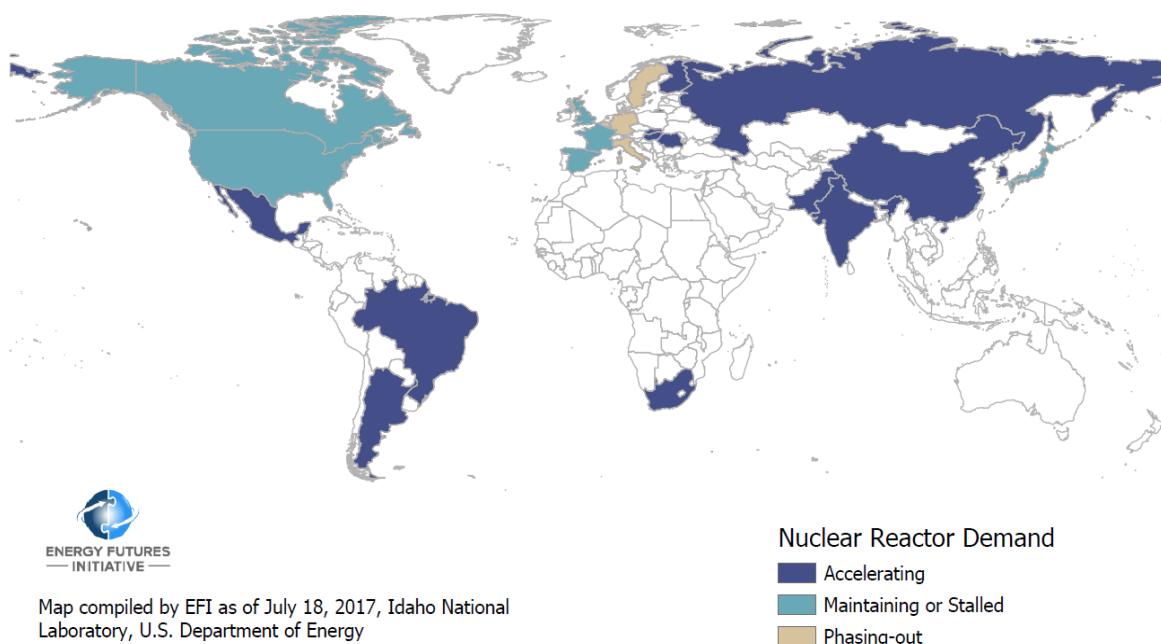 ENERGY FUTURES
INITIATIVE
Map compiled by EFI as of July 18, 2017, Idaho National
Laboratory, U.S. Department of Energy
Nuclear Reactor Demand
Accelerating
Maintaining or Stalled
Phasing-out